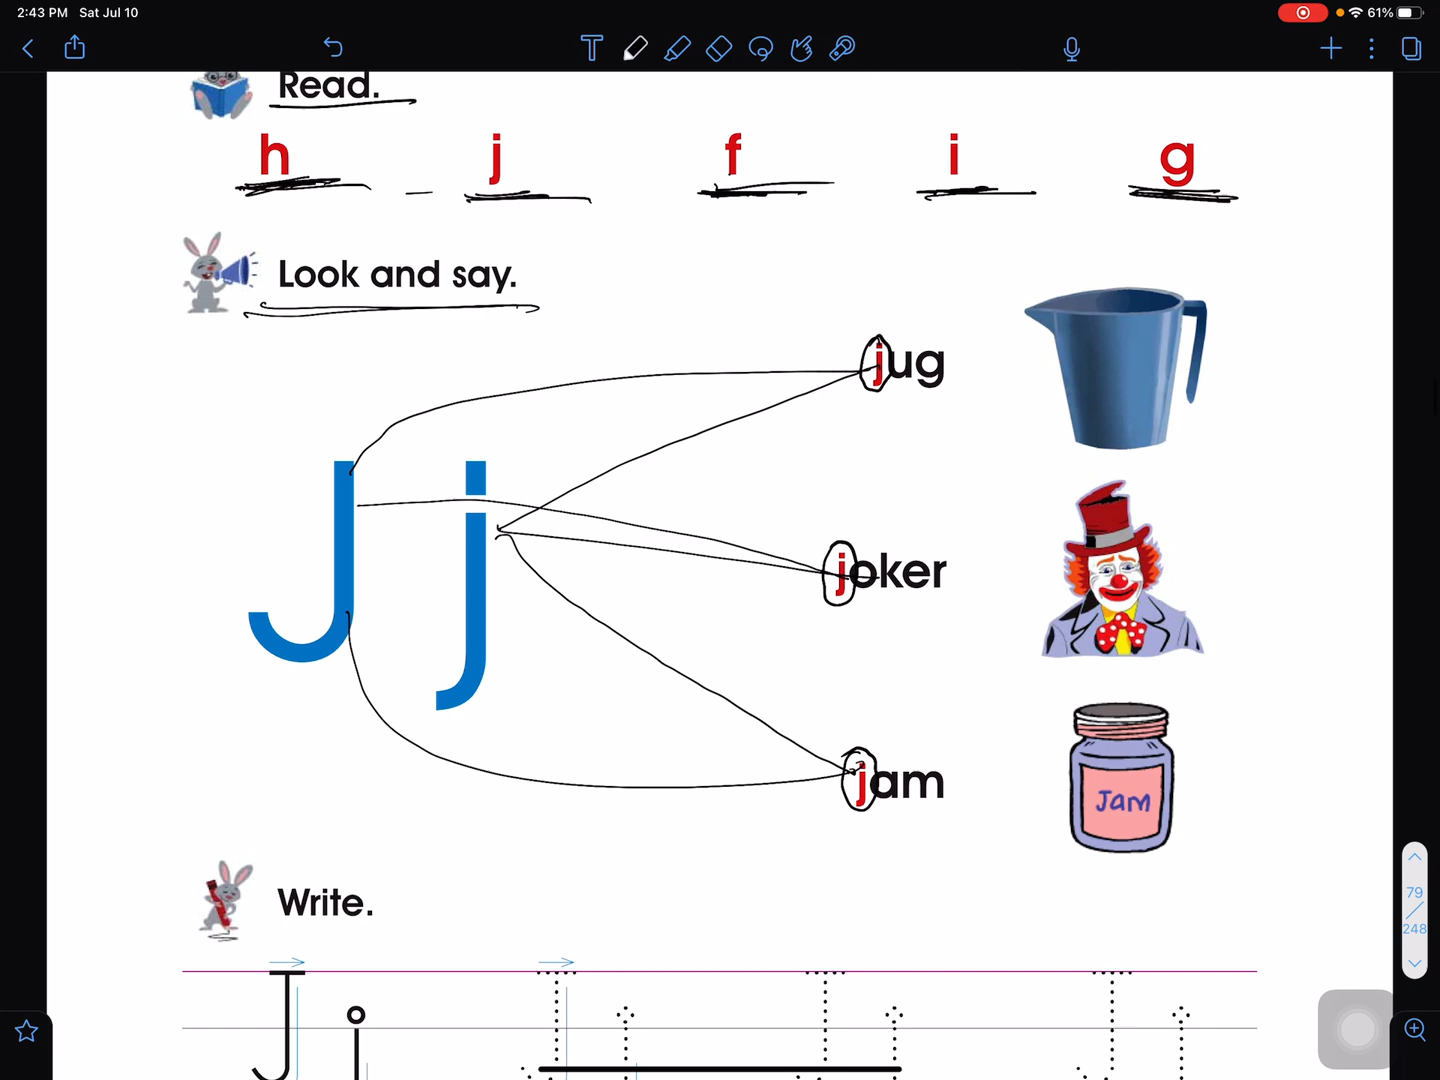 2:43 PM Sat Jul 10
61%
Read.
h j f i g
Look and say.
jug
J j
joker
jam
Jam
Write.
J j
79
248